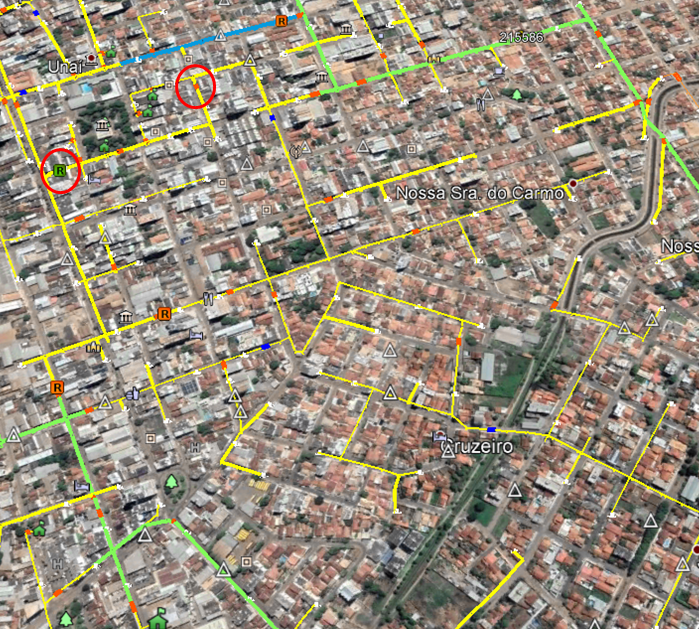 R
215586
Unaí
R
Nossa Sra. do Carmo
Noss
R
R
Cruzeiro